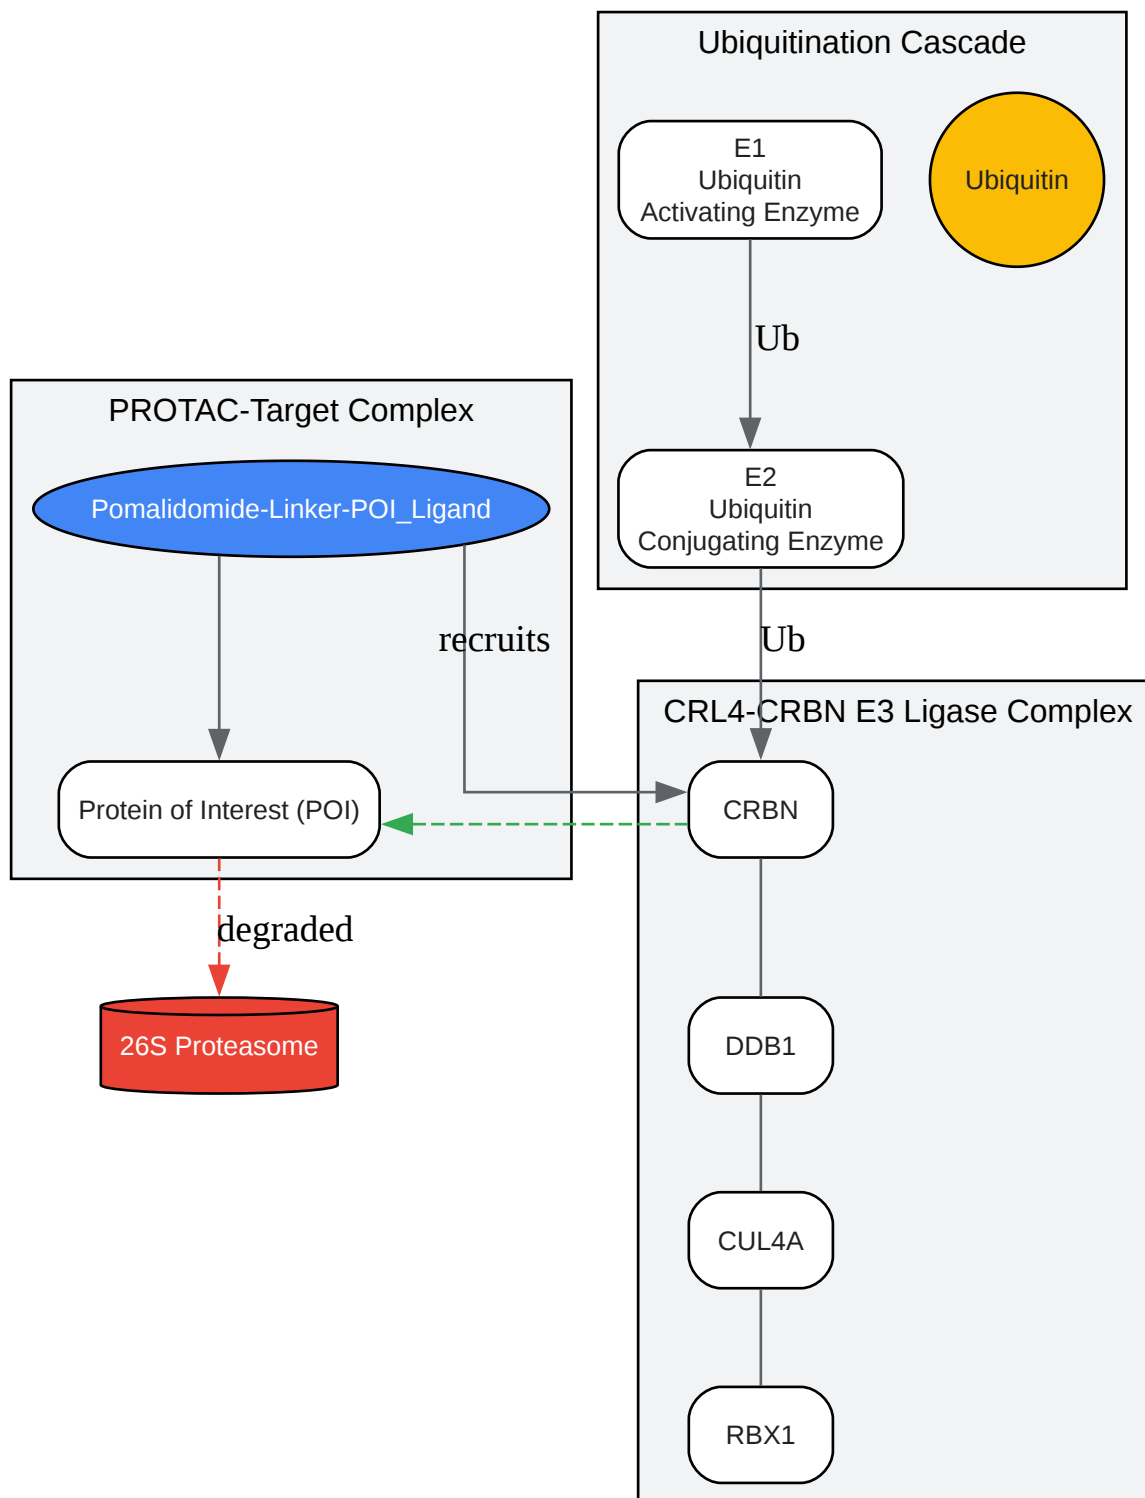 Ubiquitination Cascade
E1
Ubiquitin
Activating Enzyme
Ubiquitin
Ub
PROTAC-Target Complex
Pomalidomide-Linker-POI_Ligand
E2
Ubiquitin
Conjugating Enzyme
recruits
Ub
CRL4-CRBN E3 Ligase Complex
Protein of Interest (POI)
CRBN
degraded
26S Proteasome
DDB1
CUL4A
RBX1